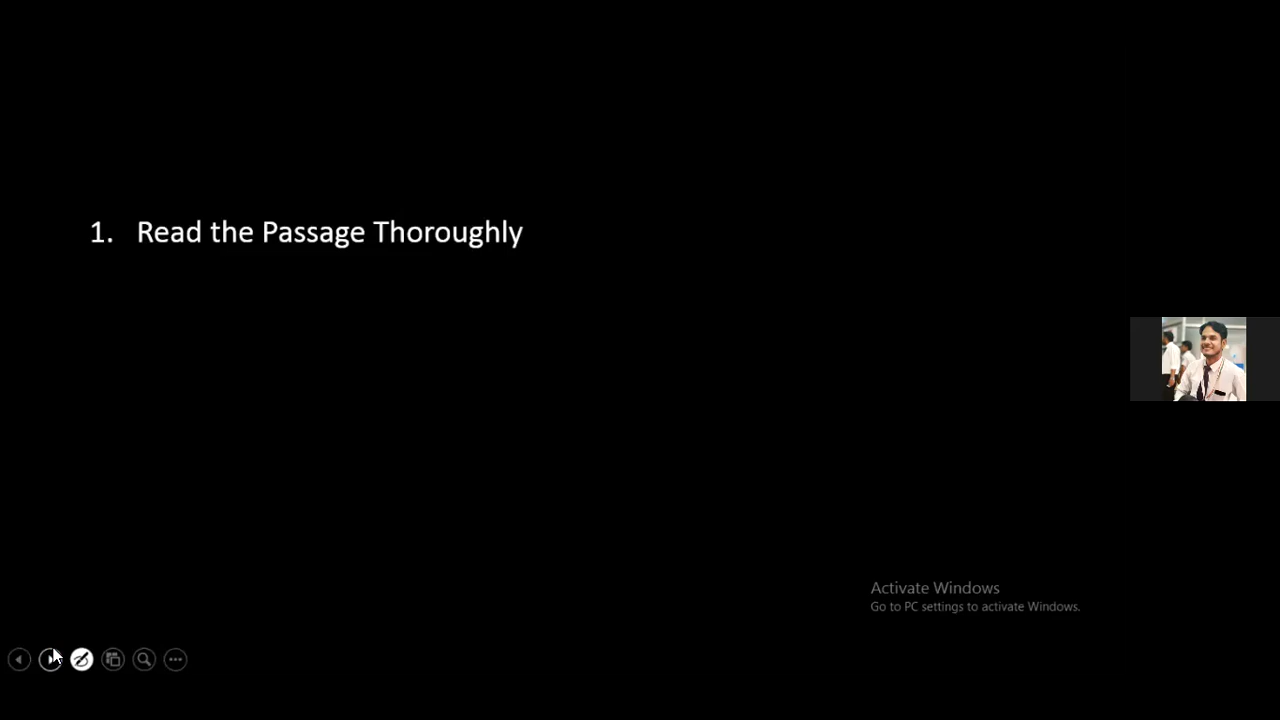 1. Read the Passage Thoroughly
Activate Windows
Go to PC settings to activate Windows.